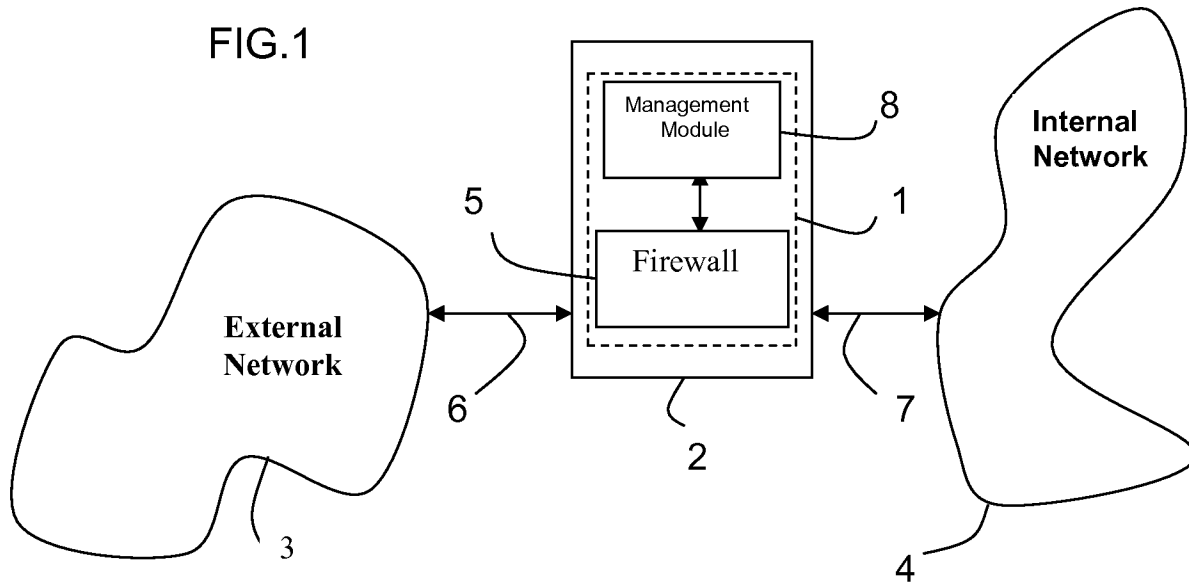 FIG.1
Management
Module
8
Internal
Network
5
1
Firewall
External
Network
6
7
2
3
4